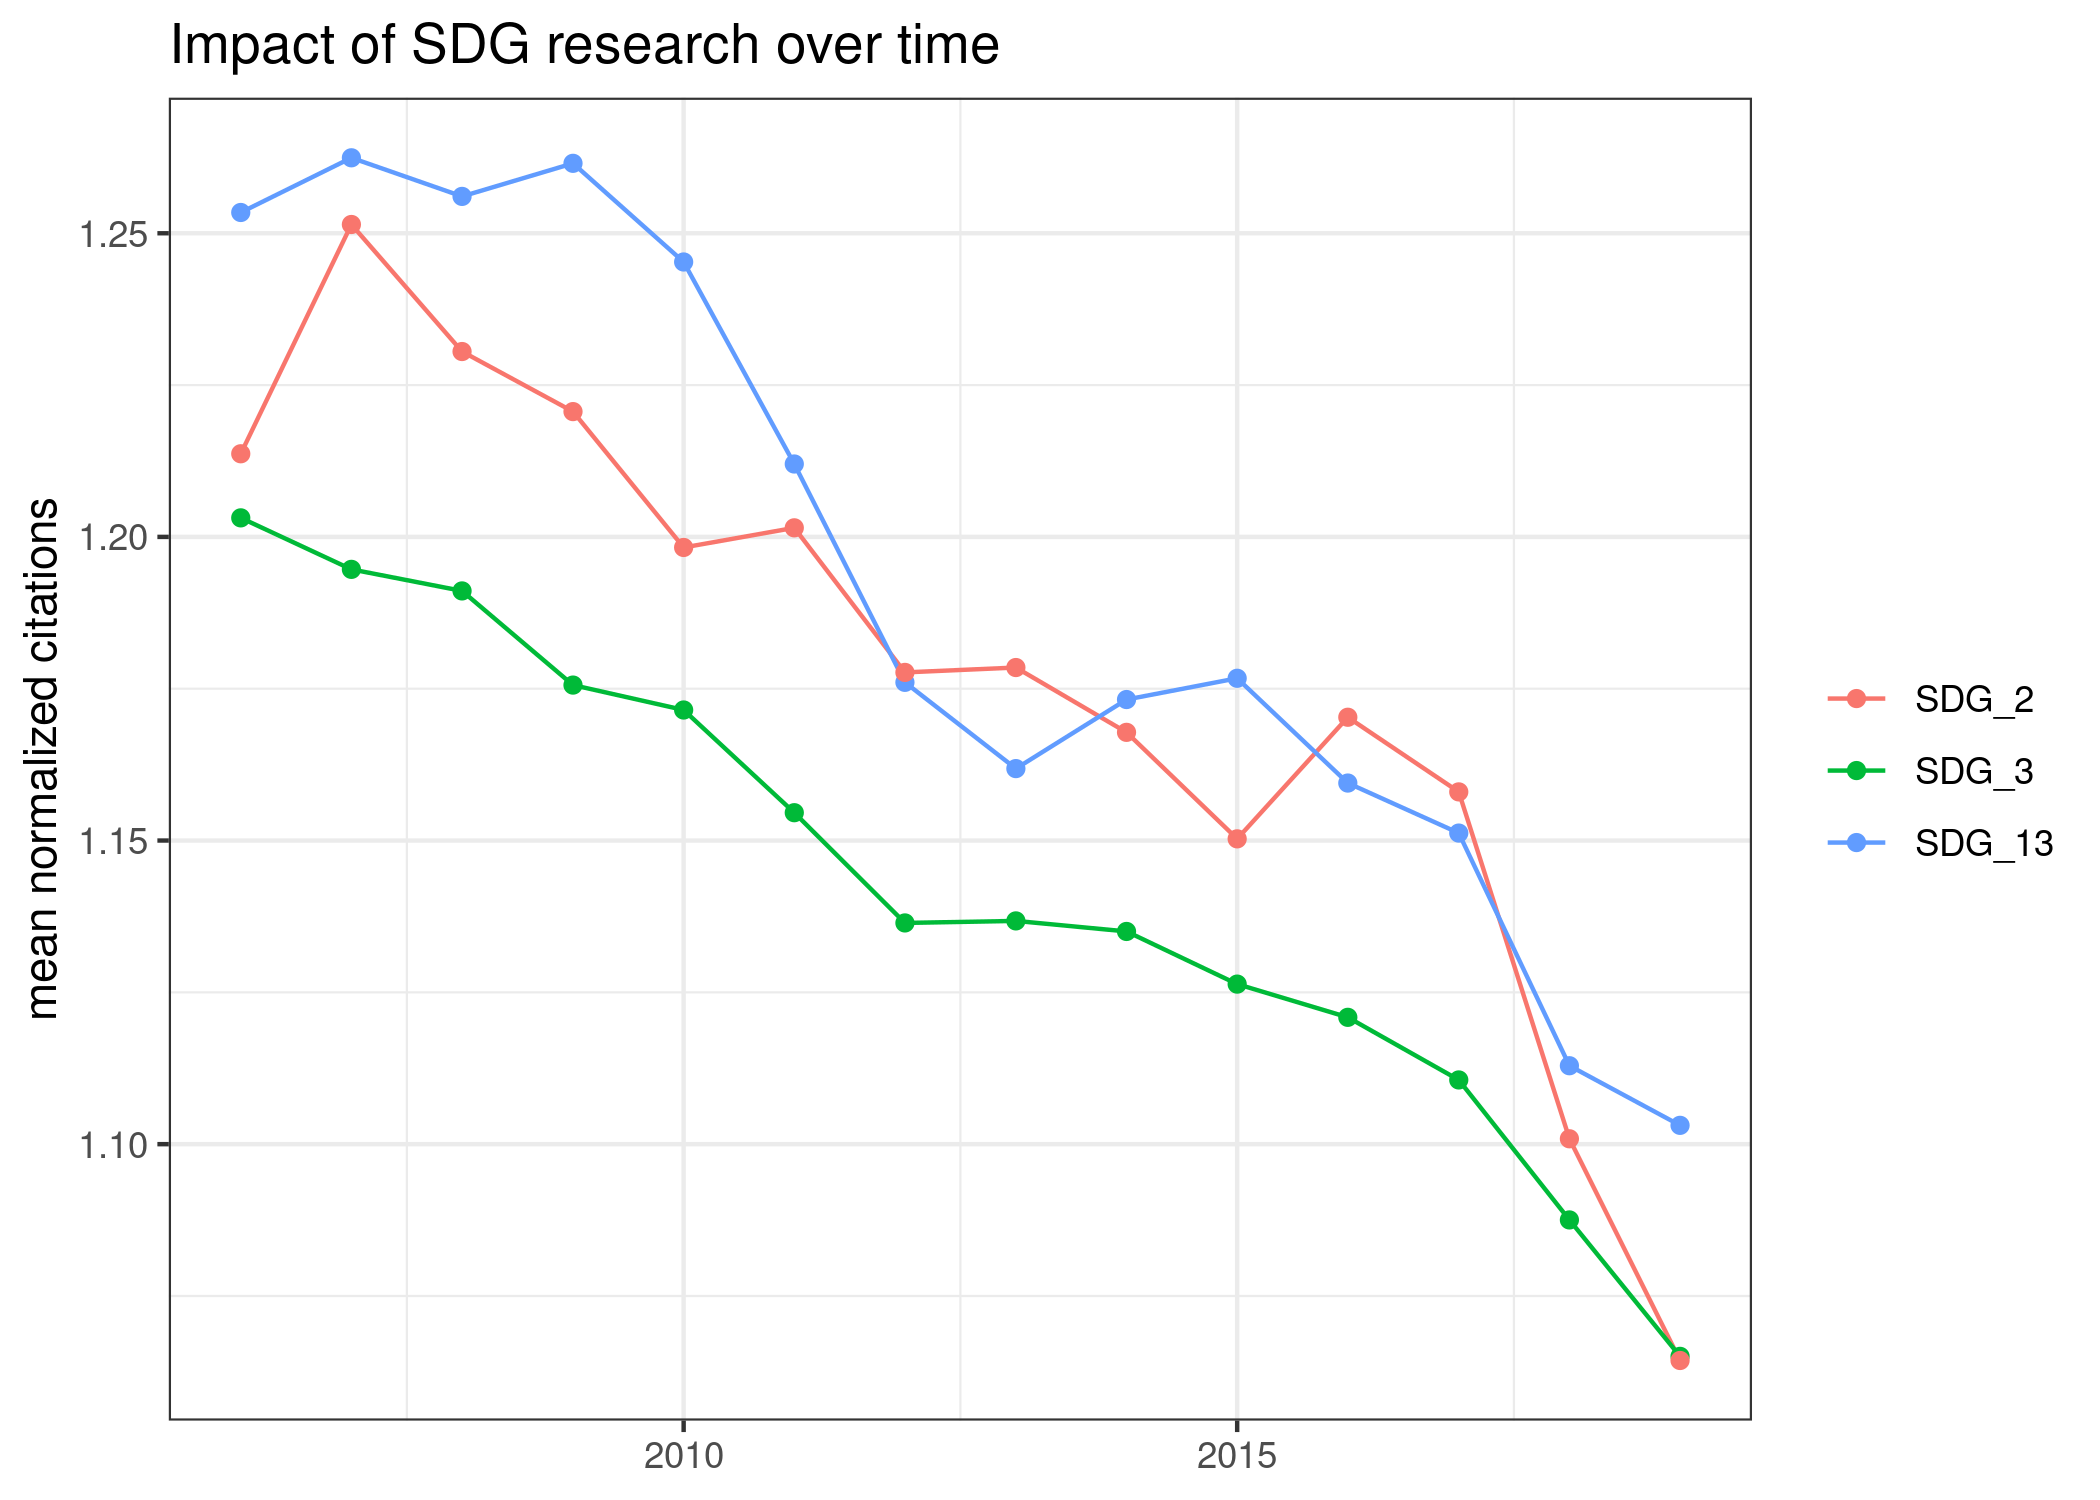 Impact of SDG research over time
mean normalized citations
1.25
1.20
1.15
1.10
2010
2015
SDG_2
SDG_3
SDG_13